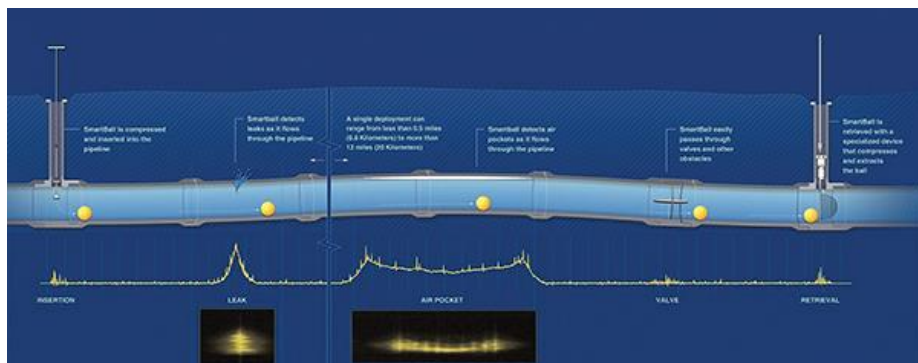 SmartBall is compressed
and inserted into the
pipeline
Smartball detects
leaks as it flows
through the pipeline
A single deployment can
range from less than 0.5 miles
(0.8 Kilometers) to more than
12 miles (20 Kilometers)
Smartball detects air
pockets as it flows
through the pipeline
SmartBall easily
passes through
valves and other
obstacles
SmartBall is
retrieved with a
specialized device
that compresses
and extracts
the ball
INSERTION
LEAK
AIR POCKET
VALVE
RETRIEVAL